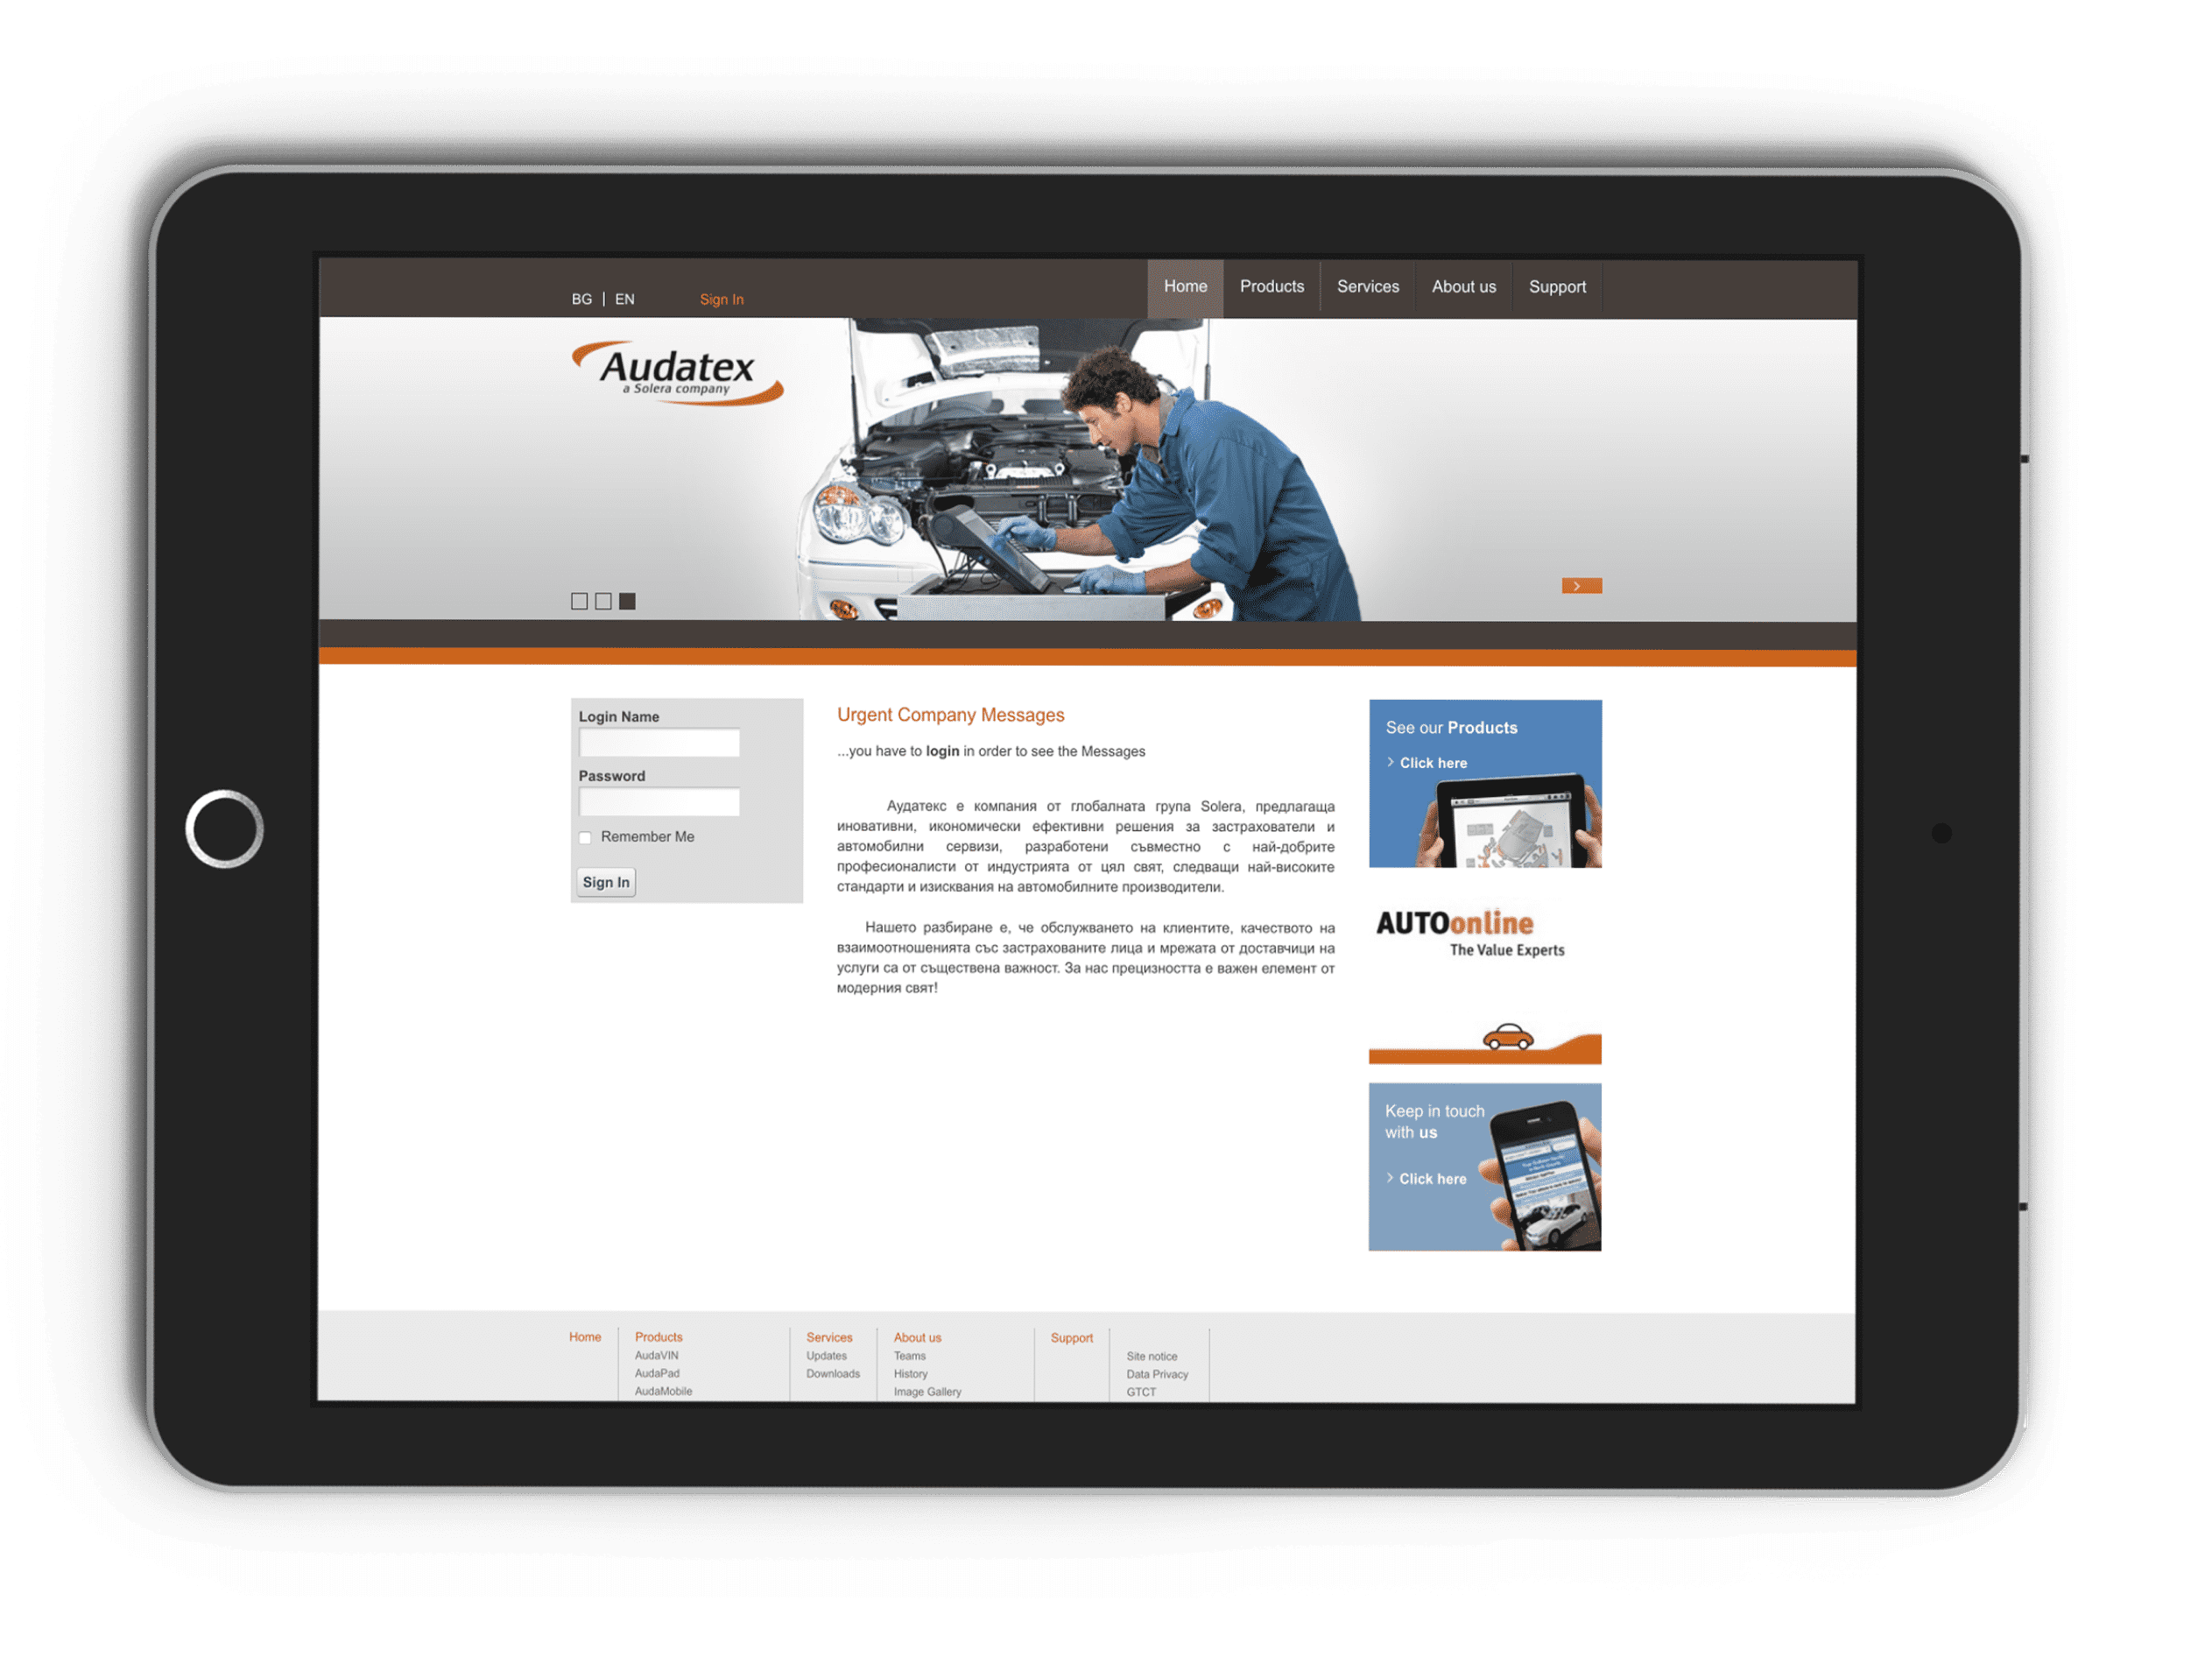 BG | EN
Sign In
Home
Products
Services
About us
Support
Audatex
a Solera company
Login Name
Password
Remember Me
Sign In
Urgent Company Messages
...you have to login in order to see the Messages
Аудатекс е компания от глобалната група Solera, предлагаща
иновативни, икономически ефективни решения за застрахователи и
автомобилни сервизи, разработени съвместно с най-добрите
професионалисти от индустрията от цял свят, следващи най-високите
стандарти и изисквания на автомобилните производители.
Нашето разбиране е, че обслужването на клиентите, качеството на
взаимоотношенията със застрахованите лица и мрежата от доставчици на
услуги са от съществена важност. За нас прецизността е важен елемент от
модерния свят!
See our Products
> Click here
AUTOonline
The Value Experts
Keep in touch
with us
> Click here
Home
Products
AudaVIN
AudaPad
AudaMobile
Services
Updates
Downloads
About us
Teams
History
Image Gallery
Support
Site notice
Data Privacy
GTCT